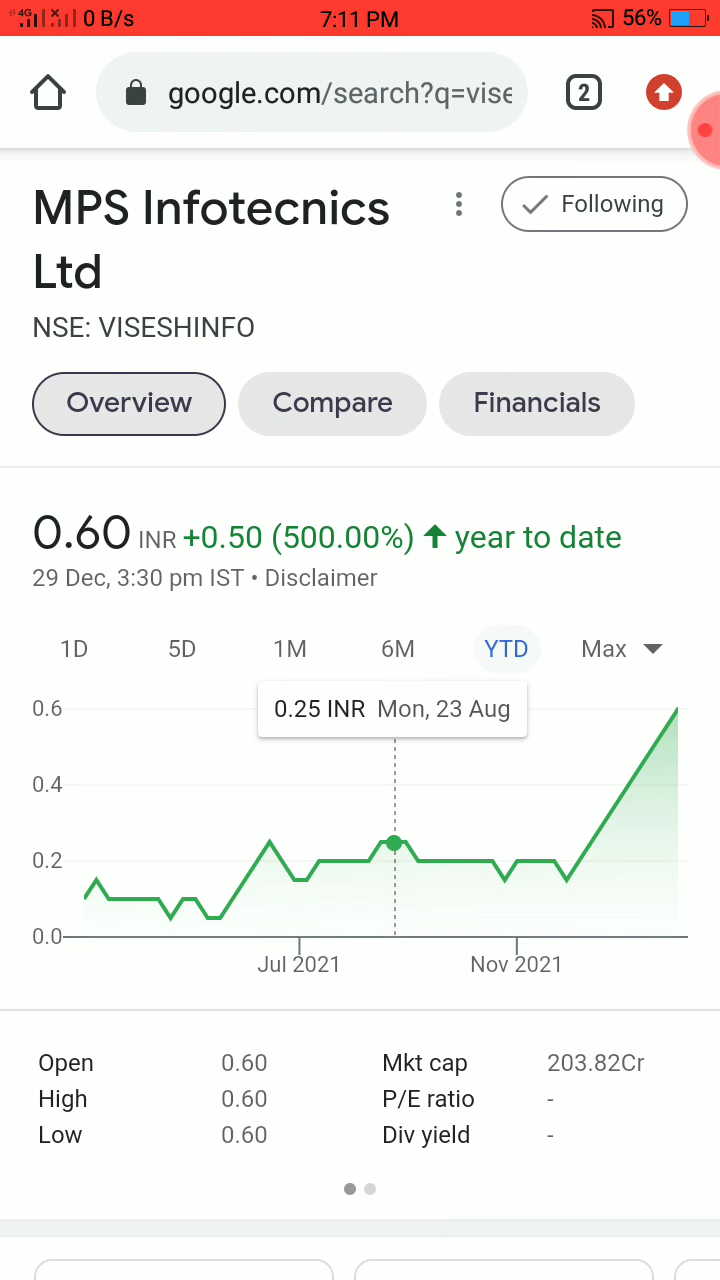 4G 0 B/s 7:11 PM 56%
google.com/search?q=vise 2
MPS Infotecnics Following
Ltd
NSE: VISESHINFO
Overview Compare Financials
0.60 INR +0.50 (500.00%) ↑ year to date
29 Dec, 3:30 pm IST • Disclaimer
1D 5D 1M 6M YTD Max
0.6 0.25 INR Mon, 23 Aug
0.4
0.2
0.0
Jul 2021 Nov 2021
Open 0.60 Mkt cap 203.82Cr
High 0.60 P/E ratio -
Low 0.60 Div yield -